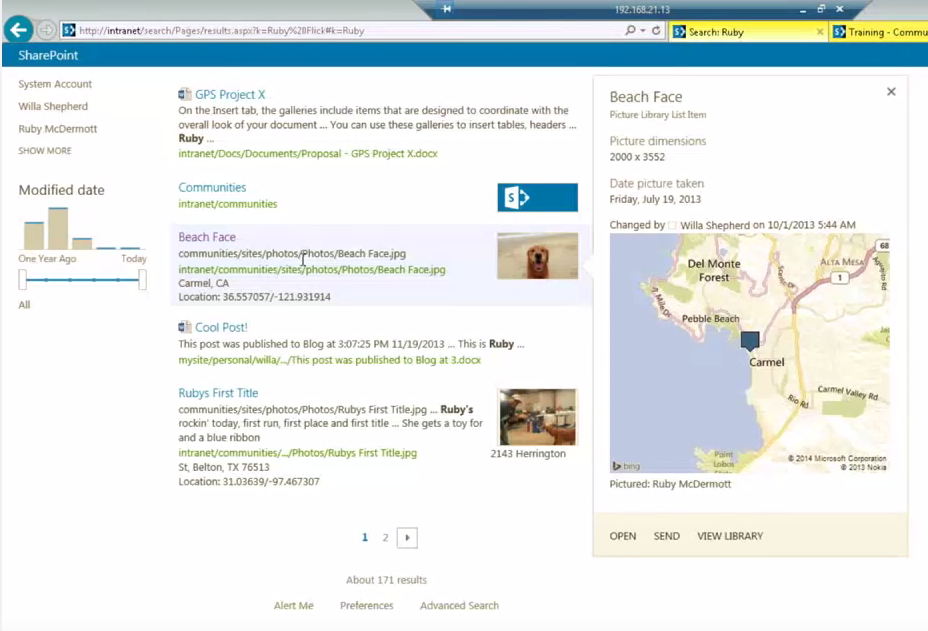 192.168.21.13
http://intranet/search/Pages/results.aspx?k=Ruby%20Flick#k=Ruby
Search: Ruby
Training - Commu
SharePoint
System Account
Willa Shepherd
Ruby McDermott
SHOW MORE
Modified date
One Year Ago Today
All
GPS Project X
On the Insert tab, the galleries include items that are designed to coordinate with the
overall look of your document ... You can use these galleries to insert tables, headers ...
Ruby ...
intranet/Docs/Documents/Proposal - GPS Project X.docx
Communities
intranet/communities
Beach Face
communities/sites/photos/Photos/Beach Face.jpg
intranet/communities/sites/photos/Photos/Beach Face.jpg
Carmel, CA
Location: 36.557057/-121.931914
Cool Post!
This post was published to Blog at 3:07:25 PM 11/19/2013 ... This is Ruby ...
mysite/personal/willa/.../This post was published to Blog at 3.docx
Rubys First Title
communities/sites/photos/Photos/Rubys First Title.jpg ... Ruby's
rockin' today, first run, first place and first title ... She gets a toy for
and a blue ribbon
intranet/communities/.../Photos/Rubys First Title.jpg
St, Belton, TX 76513
Location: 31.03639/-97.467307
2143 Herrington
1 2
About 171 results
Alert Me Preferences Advanced Search
Beach Face
Picture Library List Item
Picture dimensions
2000 x 3552
Date picture taken
Friday, July 19, 2013
Changed by Willa Shepherd on 10/1/2013 5:44 AM
68
Del Monte
Forest
ALTA MESA
1
Pebble Beach
Carmel
Carmel Valley Rd
Rio Rd
Point
Lobos
bing
© 2014 Microsoft Corporation
© 2013 Nokia
Pictured: Ruby McDermott
OPEN SEND VIEW LIBRARY